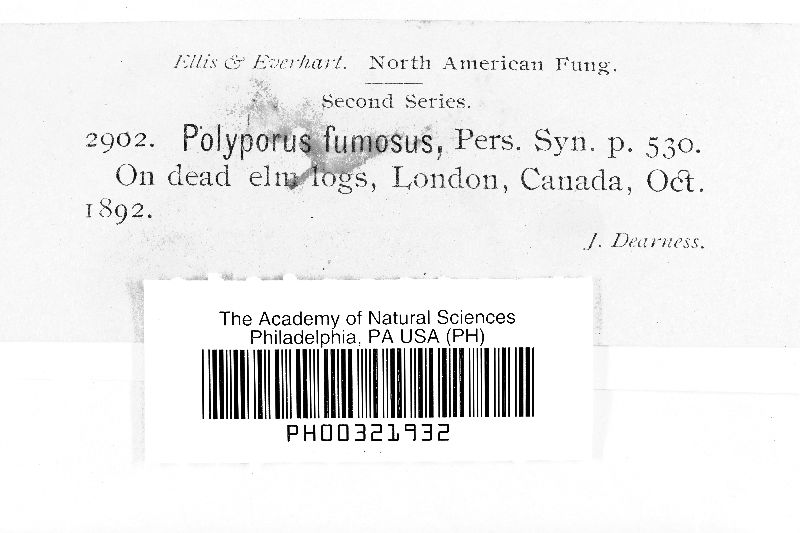 Ellis & Everhart. North American Fung.
Second Series.
2902. Polyporus fumosus, Pers. Syn. p. 530.
On dead elm logs, London, Canada, Oct.
1892.
J. Dearness.
The Academy of Natural Sciences
Philadelphia, PA USA (PH)
PH00321932